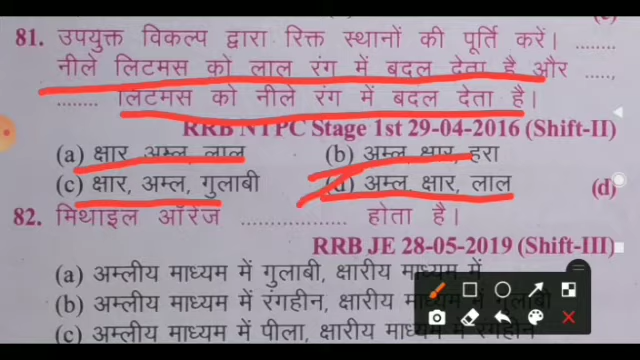 81. उपयुक्त विकल्प द्वारा रिक्त स्थानों की पूर्ति करें। .........
नीले लिटमस को लाल रंग में बदल देता है और .....,
......... लिटमस को नीले रंग में बदल देता है।
RRB NTPC Stage 1st 29-04-2016 (Shift-II)
(a) क्षार, अम्ल, लाल (b) अम्ल, क्षार, हरा
(c) क्षार, अम्ल, गुलाबी (d) अम्ल, क्षार, लाल (d)
82. मिथाइल ऑरेंज .................. होता है।
RRB JE 28-05-2019 (Shift-III)
(a) अम्लीय माध्यम में गुलाबी, क्षारीय माध्यम में
(b) अम्लीय माध्यम में रंगहीन, क्षारीय माध्यम में गुलाबी
(c) अम्लीय माध्यम में पीला, क्षारीय माध्यम में रंगहीन